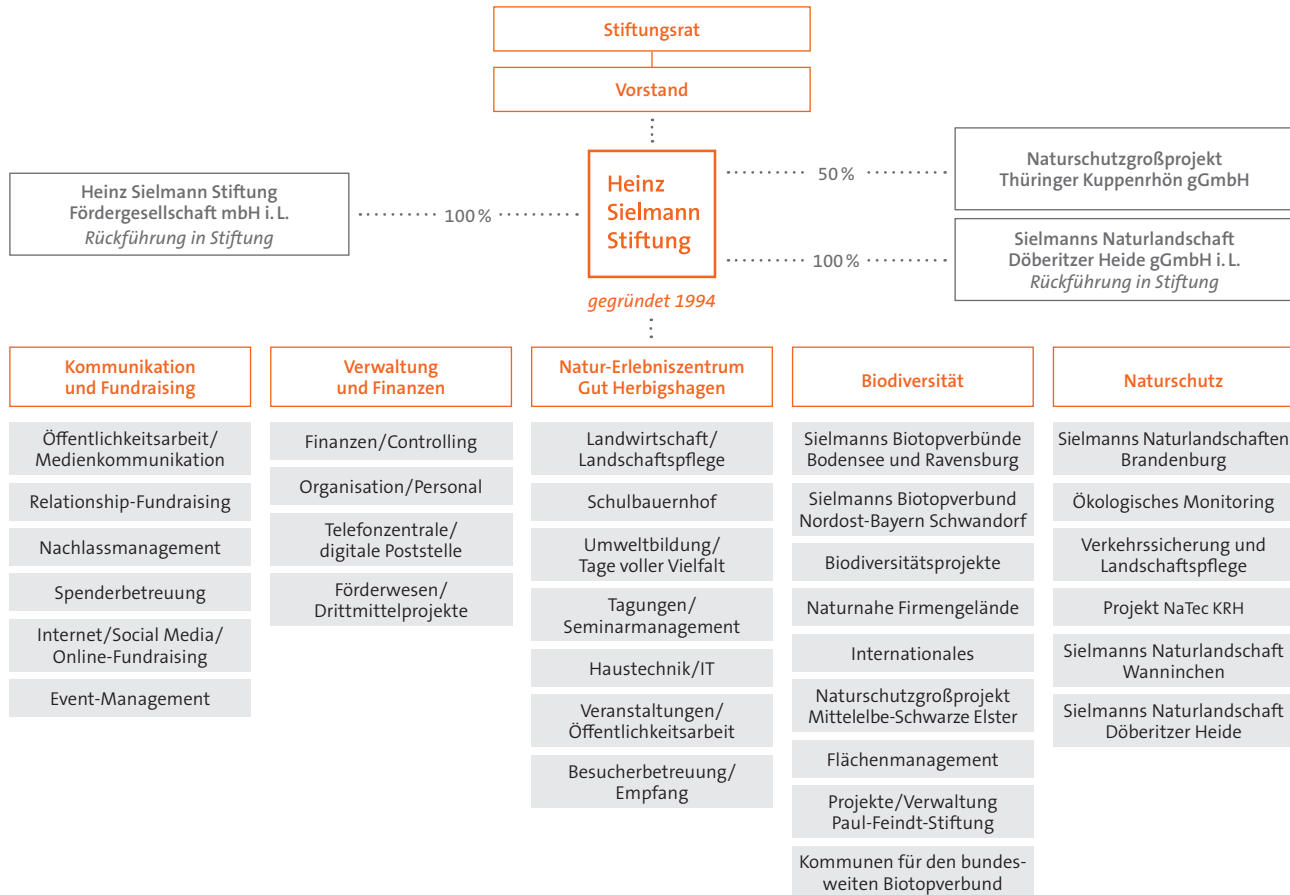 Stiftungsrat
Vorstand
Heinz Sielmann Stiftung
Fördergesellschaft mbH i. L.
Rückführung in Stiftung
100 %
Heinz
Sielmann
Stiftung
gegründet 1994
50 %
Naturschutzgroßprojekt
Thüringer Kuppenrhön gGmbH
100 %
Sielmanns Naturlandschaft
Döberitzer Heide gGmbH i. L.
Rückführung in Stiftung
Kommunikation
und Fundraising
Öffentlichkeitsarbeit/
Medienkommunikation
Relationship-Fundraising
Nachlassmanagement
Spenderbetreuung
Internet/Social Media/
Online-Fundraising
Event-Management
Verwaltung
und Finanzen
Finanzen/Controlling
Organisation/Personal
Telefonzentrale/
digitale Poststelle
Förderwesen/
Drittmittelprojekte
Natur-Erlebniszentrum
Gut Herbigshagen
Landwirtschaft/
Landschaftspflege
Schulbauernhof
Umweltbildung/
Tage voller Vielfalt
Tagungen/
Seminarmanagement
Haustechnik/IT
Veranstaltungen/
Öffentlichkeitsarbeit
Besucherbetreuung/
Empfang
Biodiversität
Sielmanns Biotopverbünde
Bodensee und Ravensburg
Sielmanns Biotopverbund
Nordost-Bayern Schwandorf
Biodiversitätsprojekte
Naturnahe Firmengelände
Internationales
Naturschutzgroßprojekt
Mittelelbe-Schwarze Elster
Flächenmanagement
Projekte/Verwaltung
Paul-Feindt-Stiftung
Kommunen für den bundes-
weiten Biotopverbund
Naturschutz
Sielmanns Naturlandschaften
Brandenburg
Ökologisches Monitoring
Verkehrssicherung und
Landschaftspflege
Projekt NaTec KRH
Sielmanns Naturlandschaft
Wanninchen
Sielmanns Naturlandschaft
Döberitzer Heide